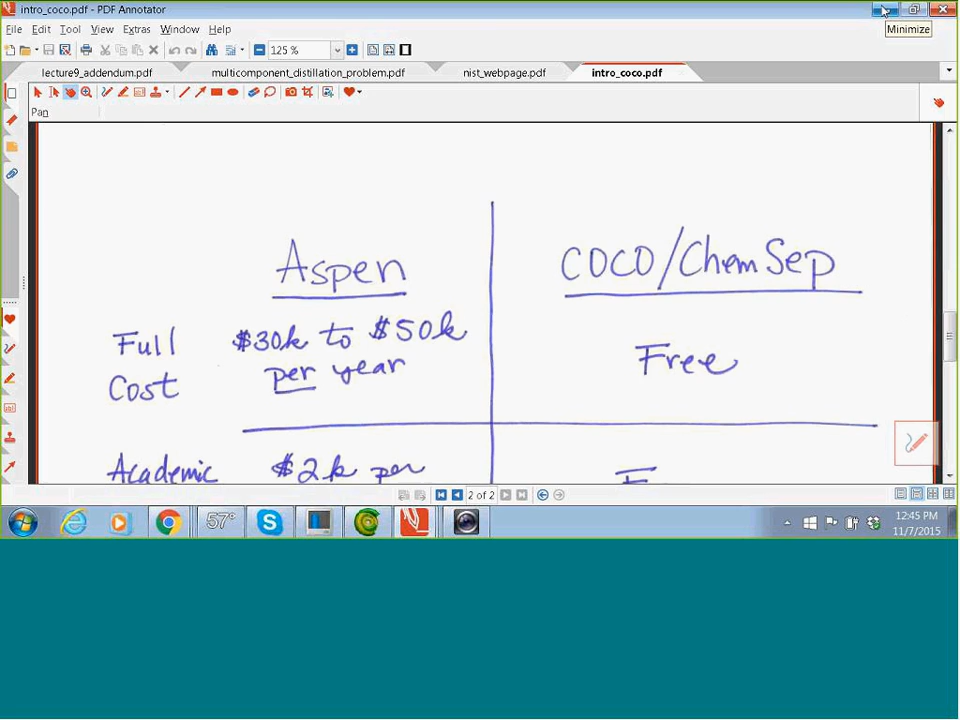 intro_coco.pdf - PDF Annotator
Minimize
File Edit Tool View Extras Window Help
125 %
lecture9_addendum.pdf multicomponent_distillation_problem.pdf nist_webpage.pdf intro_coco.pdf
Pan
Aspen COCO/ChemSep
Full $30k to $50k
Cost per year Free
Academic $2k per
2 of 2
57°
12:45 PM
11/7/2015